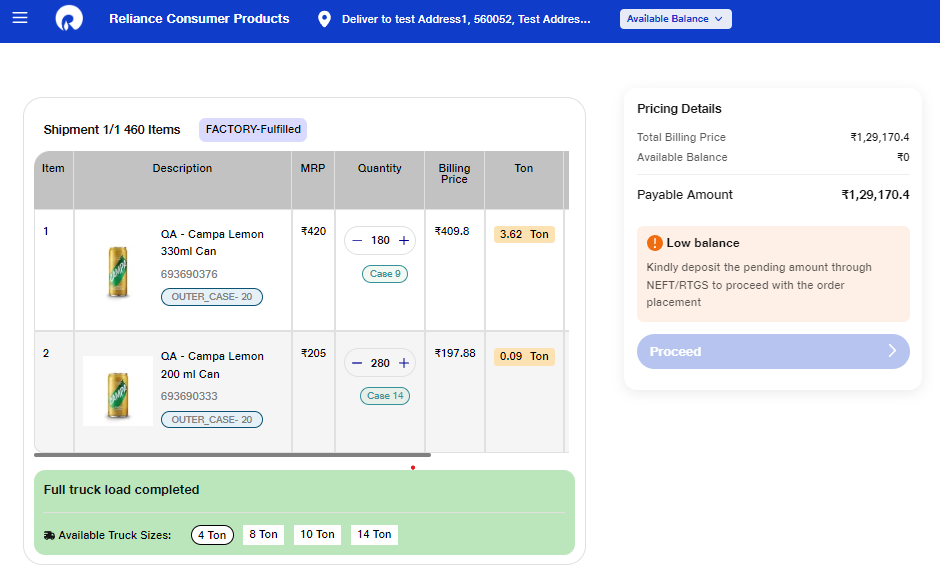 Reliance Consumer Products
Deliver to test Address1, 560052, Test Addres...
Available Balance
Shipment 1/1 460 Items
FACTORY-Fulfilled
Item
Description
MRP
Quantity
Billing
Price
Ton
1
QA - Campa Lemon
330ml Can
693690376
OUTER_CASE- 20
₹420
180
Case 9
₹409.8
3.62 Ton
2
QA - Campa Lemon
200 ml Can
693690333
OUTER_CASE- 20
₹205
280
Case 14
₹197.88
0.09 Ton
Full truck load completed
Available Truck Sizes:
4 Ton
8 Ton
10 Ton
14 Ton
Pricing Details
Total Billing Price ₹1,29,170.4
Available Balance ₹0
Payable Amount ₹1,29,170.4
Low balance
Kindly deposit the pending amount through
NEFT/RTGS to proceed with the order
placement
Proceed
CAMPA
CAMPA